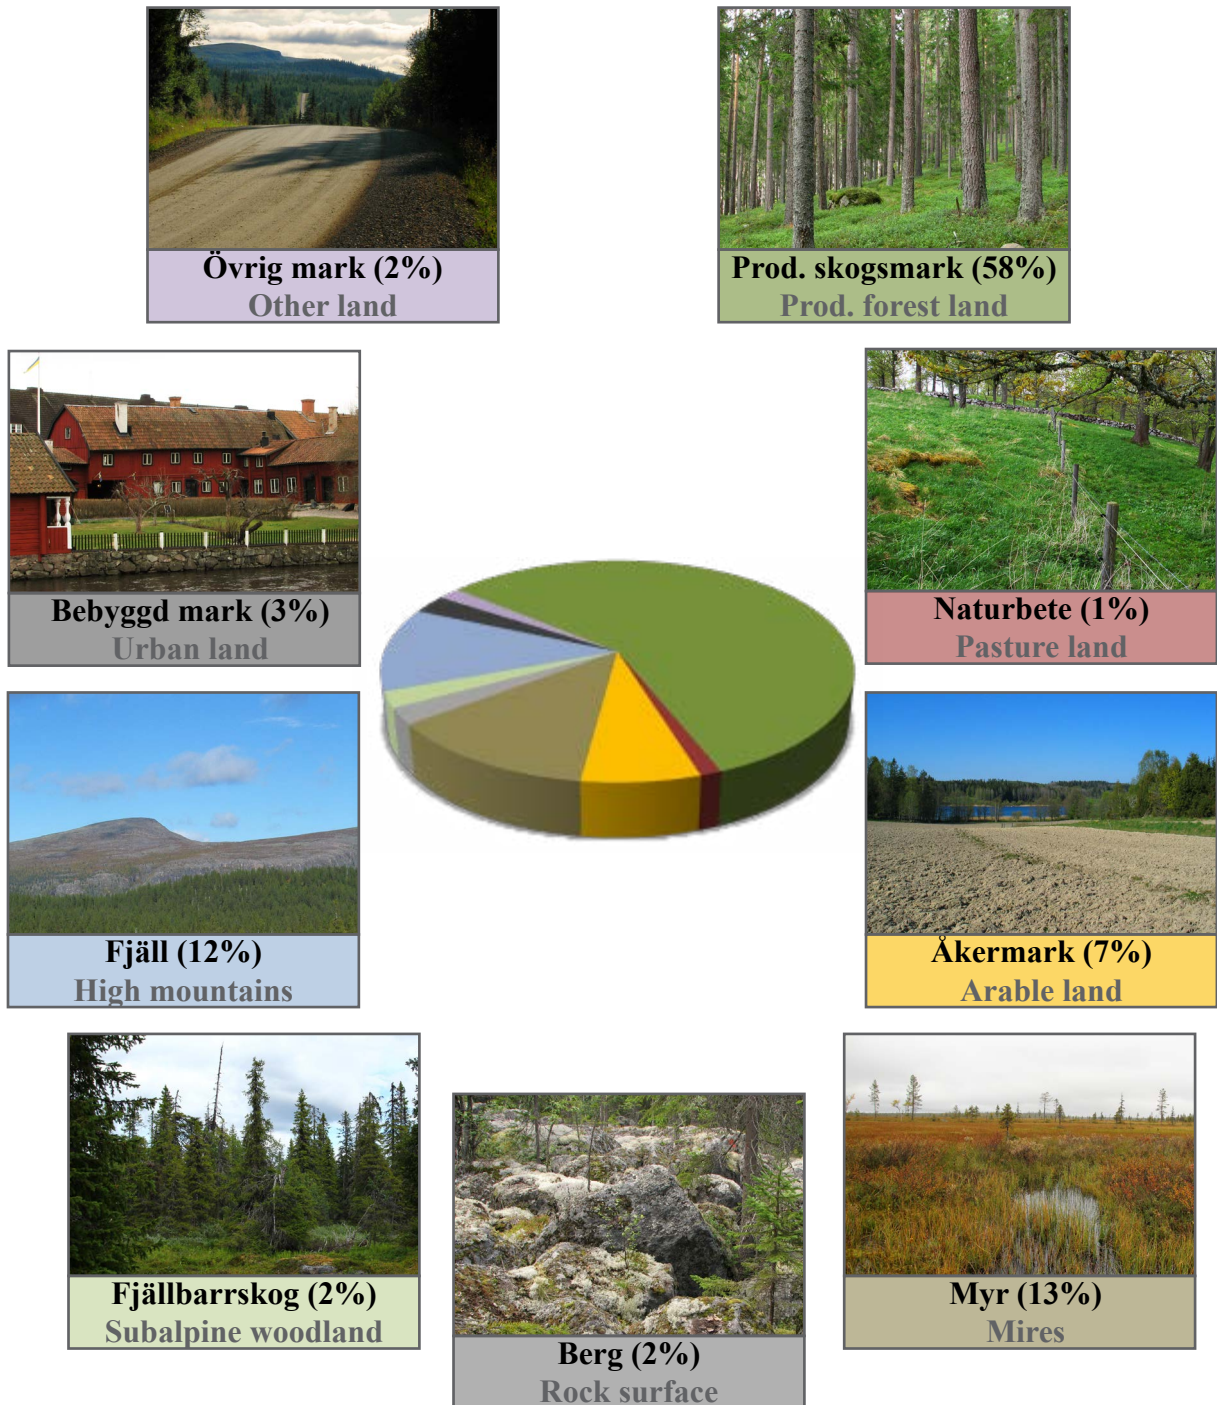 Övrig mark (2%)
Other land
Prod. skogsmark (58%)
Prod. forest land
Bebyggd mark (3%)
Urban land
Naturbete (1%)
Pasture land
Fjäll (12%)
High mountains
Åkermark (7%)
Arable land
Fjällbarrskog (2%)
Subalpine woodland
Berg (2%)
Rock surface
Myr (13%)
Mires